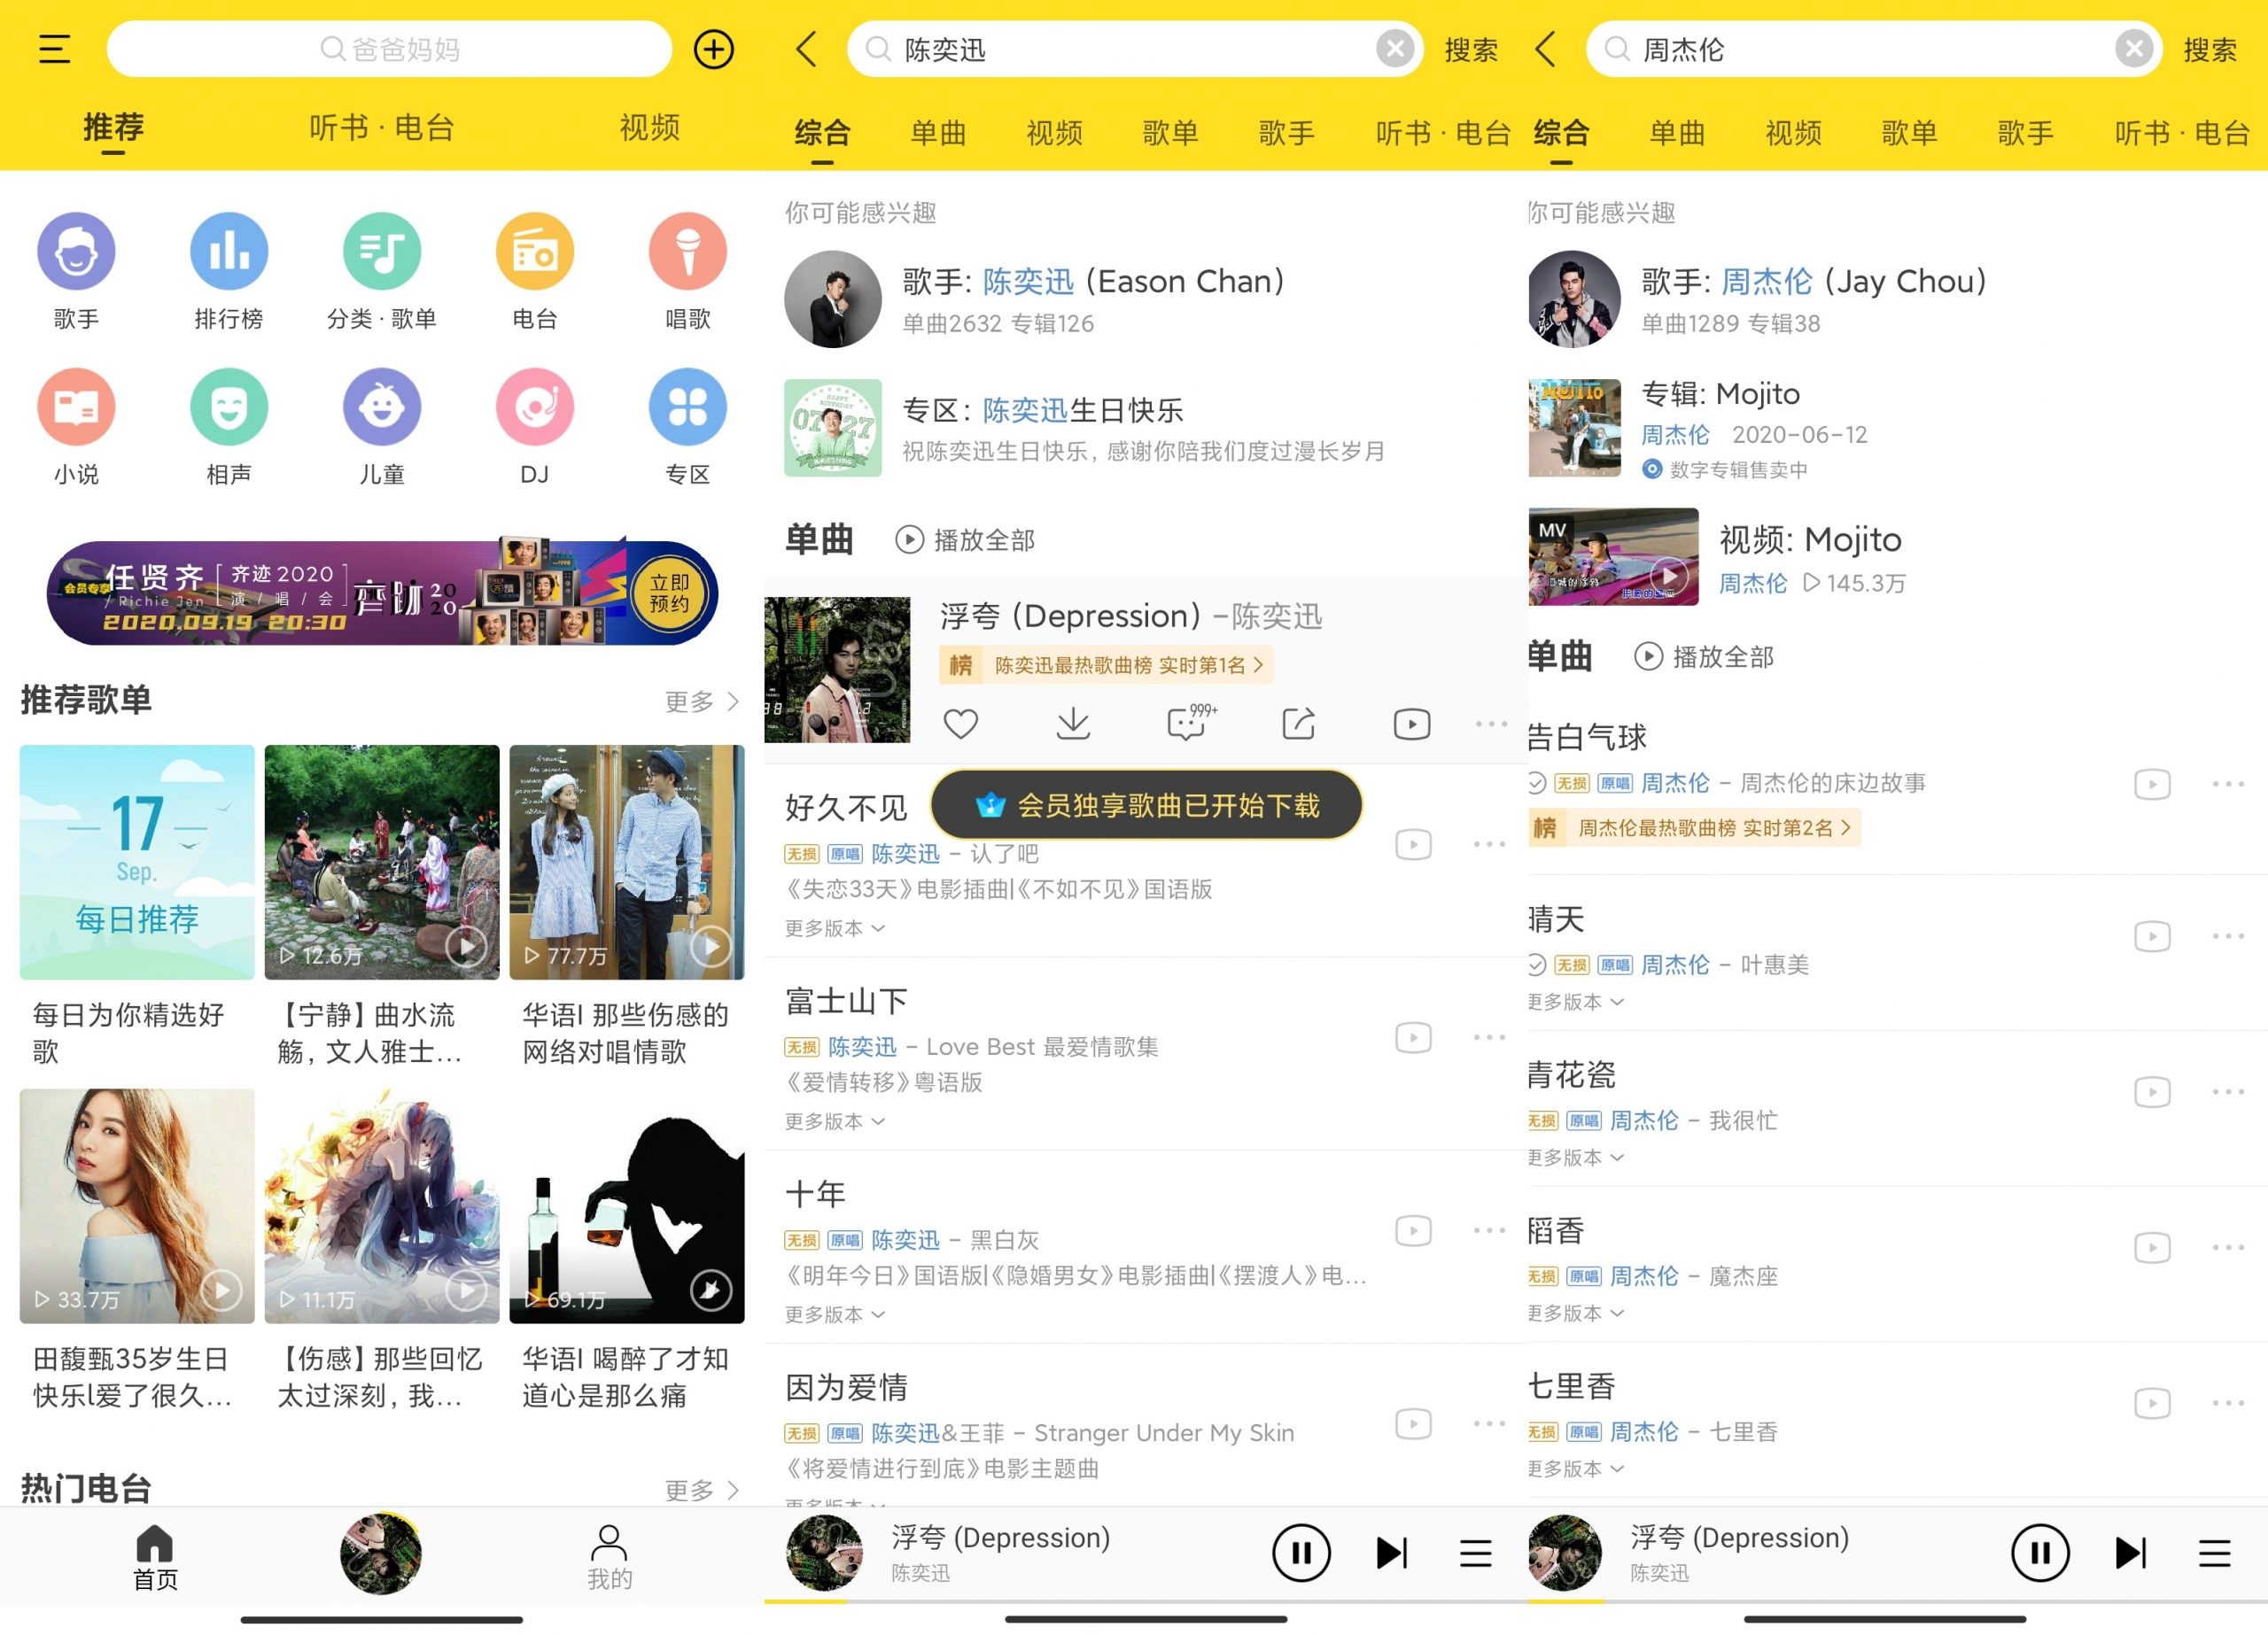 爸爸妈妈
推荐
听书·电台
视频
歌手
排行榜
分类·歌单
电台
唱歌
小说
相声
儿童
DJ
专区
会员专享
任贤齐
Richie Jen
齐迹2020
演/唱/会
齊跡
2020
2020.09.19 20:30
立即
预约
推荐歌单
更多
17
Sep.
每日推荐
12.6万
77.7万
每日为你精选好
歌
【宁静】曲水流
觞，文人雅士...
华语| 那些伤感的
网络对唱情歌
33.7万
11.1万
69.1万
田馥甄35岁生日
快乐|爱了很久...
【伤感】那些回忆
太过深刻，我...
华语| 喝醉了才知
道心是那么痛
热门电台
更多
首页
我的
陈奕迅
搜索
综合
单曲
视频
歌单
歌手
听书·电台
你可能感兴趣
歌手: 陈奕迅 (Eason Chan)
单曲2632 专辑126
HAPPY BIRTHDAY
07 27
专区: 陈奕迅生日快乐
祝陈奕迅生日快乐，感谢你陪我们度过漫长岁月
单曲
播放全部
浮夸 (Depression) -陈奕迅
榜 陈奕迅最热歌曲榜 实时第1名
999+
好久不见
会员独享歌曲已开始下载
无损 原唱 陈奕迅 - 认了吧
《失恋33天》电影插曲|《不如不见》国语版
更多版本
富士山下
无损 陈奕迅 - Love Best 最爱情歌集
《爱情转移》粤语版
更多版本
十年
无损 原唱 陈奕迅 - 黑白灰
《明年今日》国语版|《隐婚男女》电影插曲|《摆渡人》电...
更多版本
因为爱情
无损 原唱 陈奕迅&王菲 - Stranger Under My Skin
《将爱情进行到底》电影主题曲
更多版本
浮夸 (Depression)
陈奕迅
周杰伦
搜索
综合
单曲
视频
歌单
歌手
听书·电台
你可能感兴趣
歌手: 周杰伦 (Jay Chou)
单曲1289 专辑38
MOJITO
专辑: Mojito
周杰伦 2020-06-12
数字专辑售卖中
MV
视频: Mojito
周杰伦 145.3万
单曲
播放全部
告白气球
无损 原唱 周杰伦 - 周杰伦的床边故事
榜 周杰伦最热歌曲榜 实时第2名
晴天
无损 原唱 周杰伦 - 叶惠美
更多版本
青花瓷
无损 原唱 周杰伦 - 我很忙
更多版本
稻香
无损 原唱 周杰伦 - 魔杰座
更多版本
七里香
无损 原唱 周杰伦 - 七里香
更多版本
浮夸 (Depression)
陈奕迅